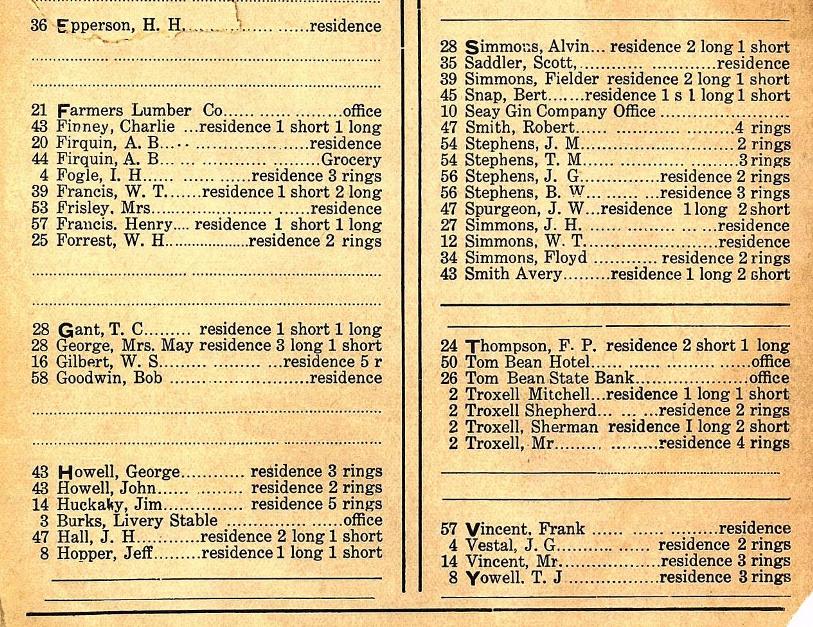 36 Epperson, H. H. ........ residence
21 Farmers Lumber Co. ........ office
43 Finney, Charlie ...residence 1 short 1 long
20 Firquin, A. B. ........ residence
44 Firquin, A. B. ........ Grocery
4 Fogle, I. H. ........ residence 3 rings
39 Francis, W. T. ......residence 1 short 2 long
53 Frisley. Mrs. ........ residence
57 Francis. Henry.... residence 1 short 1 long
25 Forrest, W. H. ........ residence 2 rings
28 Gant, T. C. ........ residence 1 short 1 long
28 George, Mrs. May residence 3 long 1 short
16 Gilbert, W. S. ........ residence 5 r
58 Goodwin, Bob ........ residence
43 Howell, George ........ residence 3 rings
43 Howell, John ........ residence 2 rings
14 Huckaky, Jim ........ residence 5 rings
3 Burks, Livery Stable ........ office
47 Hall, J. H. ........ residence 2 long 1 short
8 Hopper, Jeff ........ residence 1 long 1 short
28 Simmons, Alvin... residence 2 long 1 short
35 Saddler, Scott, ........ residence
39 Simmons, Fielder residence 2 long 1 short
45 Snap, Bert ....... residence 1 s 1 long 1 short
10 Seay Gin Company Office ........
47 Smith, Robert ........ 4 rings
54 Stephens, J. M. ........ 2 rings
54 Stephens, T. M. ........ 3 rings
56 Stephens, J. G. ........ residence 2 rings
56 Stephens, B. W. ........ residence 3 rings
47 Spurgeon, J. W. ...residence 1 long 2 short
27 Simmons, J. H. ........ residence
12 Simmons, W. T. ........ residence
34 Simmons, Floyd ........ residence 2 rings
43 Smith Avery ........ residence 1 long 2 short
24 Thompson, F. P. residence 2 short 1 long
50 Tom Bean Hotel ........ office
26 Tom Bean State Bank ........ office
2 Troxell Mitchell...residence 1 long 1 short
2 Troxell Shepherd... ... ...residence 2 rings
2 Troxell, Sherman residence I long 2 short
2 Troxell, Mr. ........ residence 4 rings
57 Vincent, Frank ........ residence
4 Vestal, J. G. ........ residence 2 rings
14 Vincent, Mr. ........ residence 3 rings
8 Yowell. T. J ........ residence 3 rings